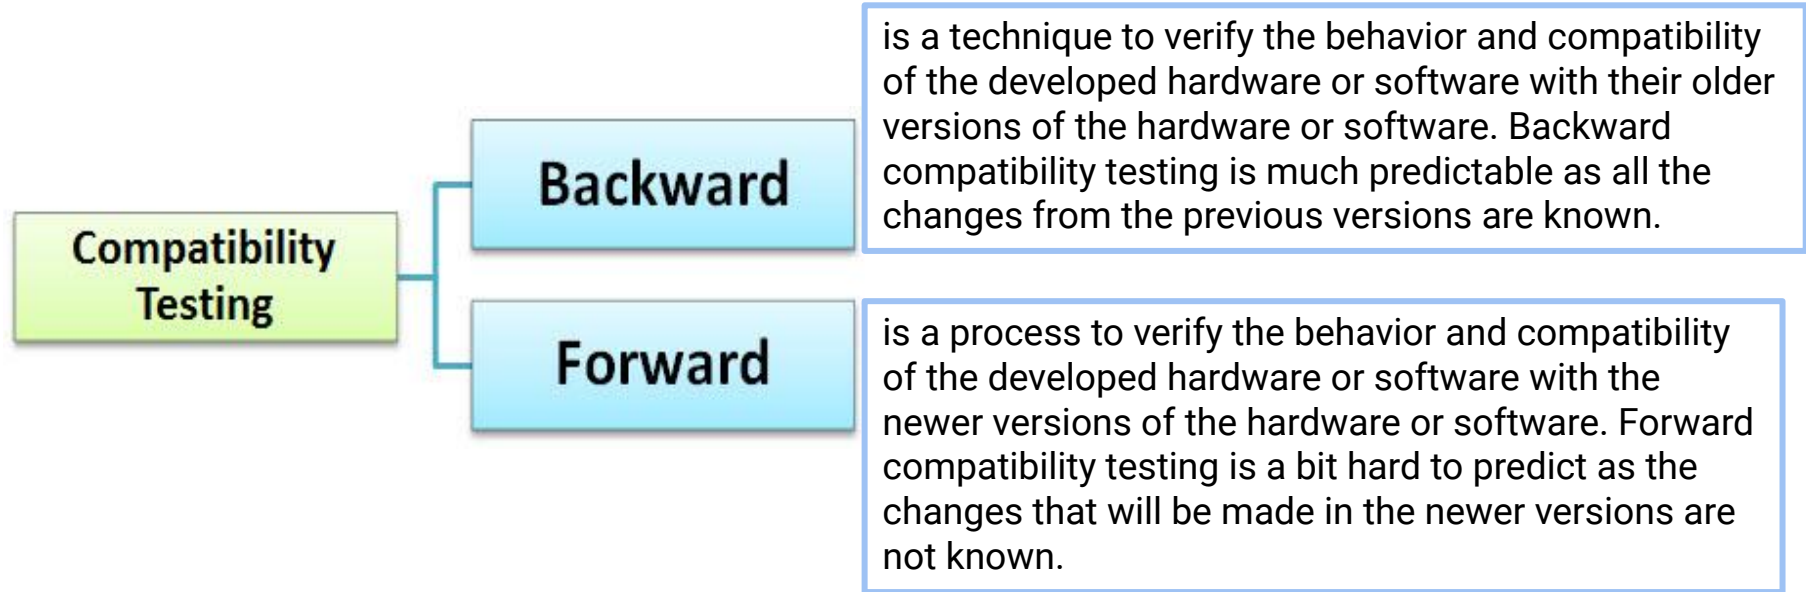 Compatibility
Testing
Backward
is a technique to verify the behavior and compatibility
of the developed hardware or software with their older
versions of the hardware or software. Backward
compatibility testing is much predictable as all the
changes from the previous versions are known.
Forward
is a process to verify the behavior and compatibility
of the developed hardware or software with the
newer versions of the hardware or software. Forward
compatibility testing is a bit hard to predict as the
changes that will be made in the newer versions are
not known.